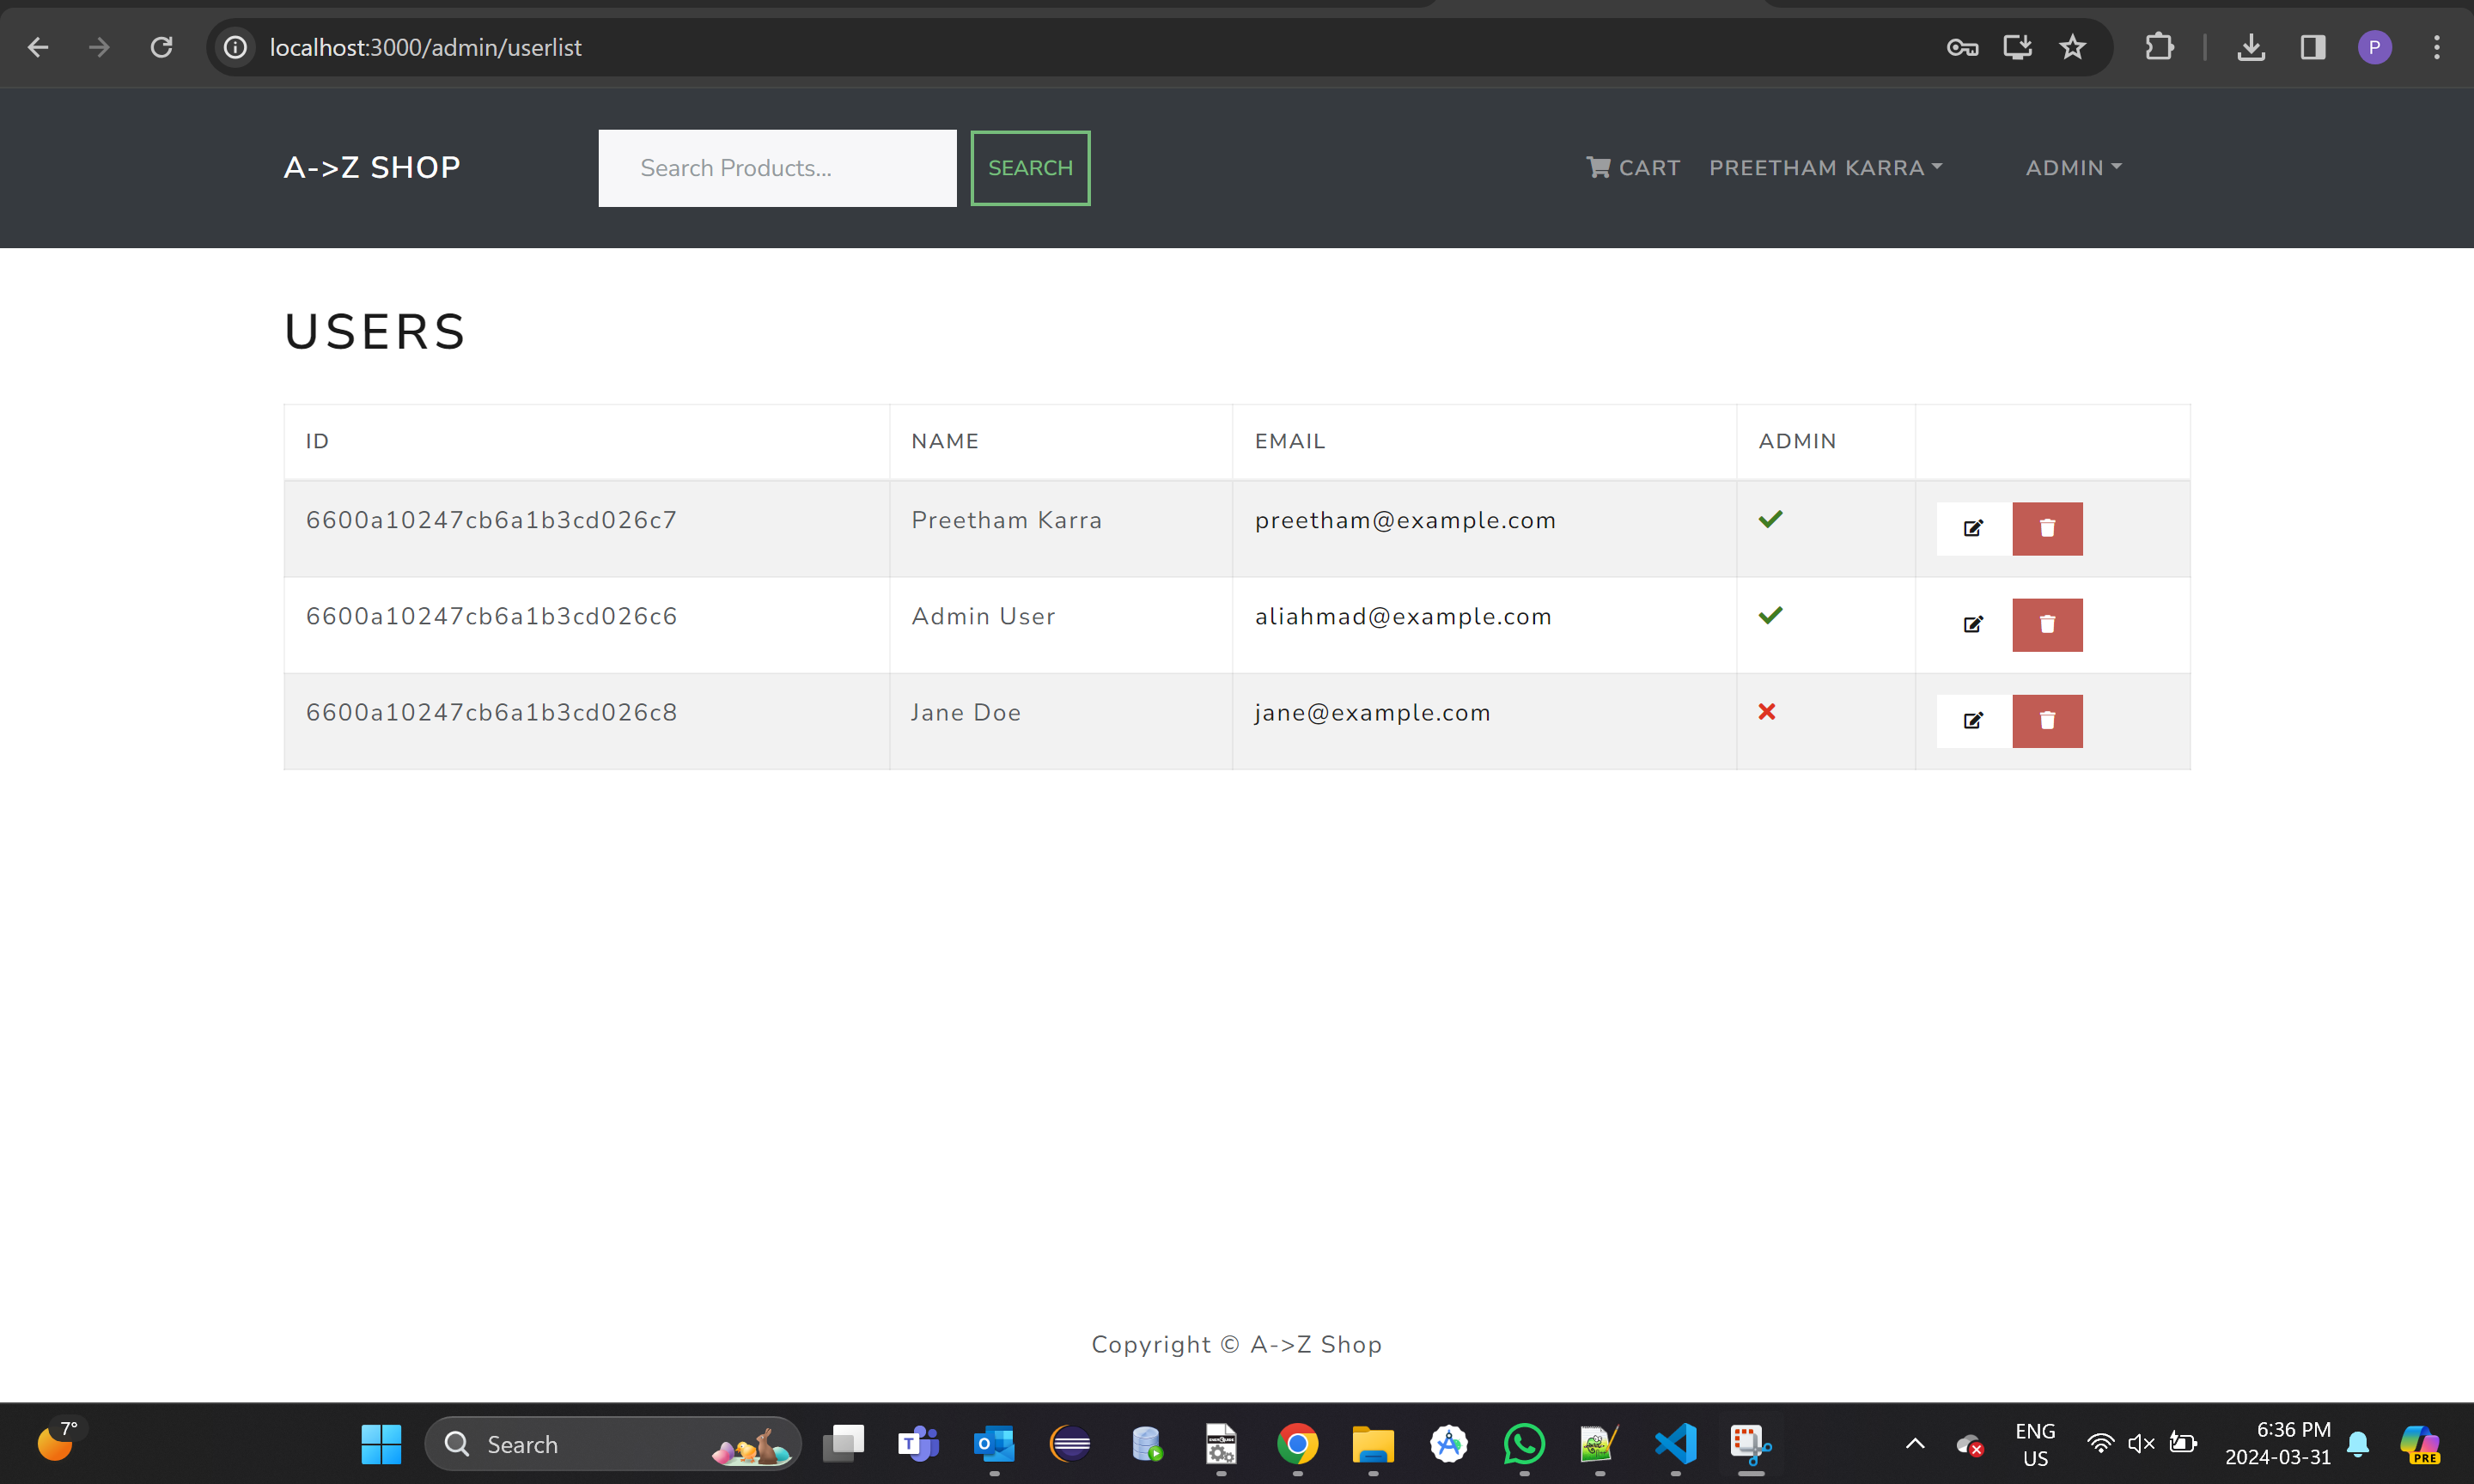 localhost:3000/admin/userlist
P
A->Z SHOP
Search Products...
SEARCH
CART
PREETHAM KARRA
ADMIN
USERS
ID NAME EMAIL ADMIN
6600a10247cb6a1b3cd026c7 Preetham Karra preetham@example.com
6600a10247cb6a1b3cd026c6 Admin User aliahmad@example.com
6600a10247cb6a1b3cd026c8 Jane Doe jane@example.com
Copyright © A->Z Shop
7°
Search
ENG
US
6:36 PM
2024-03-31
PRE